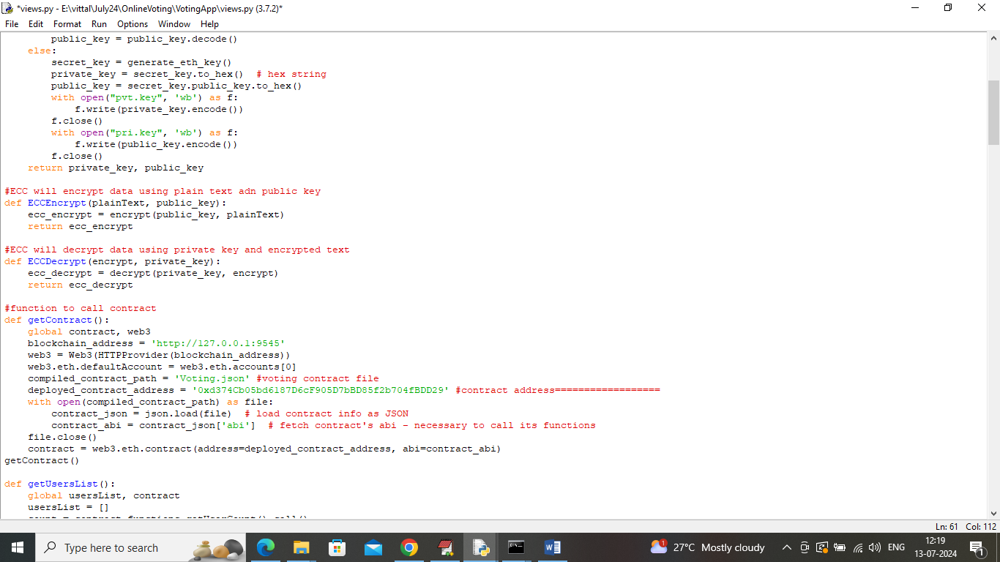 *views.py - E:\vittal\July24\OnlineVoting\VotingApp\views.py (3.7.2)*
File Edit Format Run Options Window Help
        public_key = public_key.decode()
    else:
        secret_key = generate_eth_key()
        private_key = secret_key.to_hex()  # hex string
        public_key = secret_key.public_key.to_hex()
        with open("pvt.key", 'wb') as f:
            f.write(private_key.encode())
        f.close()
        with open("pri.key", 'wb') as f:
            f.write(public_key.encode())
        f.close()
    return private_key, public_key

#ECC will encrypt data using plain text adn public key
def ECCEncrypt(plainText, public_key):
    ecc_encrypt = encrypt(public_key, plainText)
    return ecc_encrypt

#ECC will decrypt data using private key and encrypted text
def ECCDecrypt(encrypt, private_key):
    ecc_decrypt = decrypt(private_key, encrypt)
    return ecc_decrypt

#function to call contract
def getContract():
    global contract, web3
    blockchain_address = 'http://127.0.0.1:9545'
    web3 = Web3(HTTPProvider(blockchain_address))
    web3.eth.defaultAccount = web3.eth.accounts[0]
    compiled_contract_path = 'Voting.json' #voting contract file
    deployed_contract_address = '0xd374Cb05bd6187D6cF905D7bBD85f2b704fBDD29' #contract address==================
    with open(compiled_contract_path) as file:
        contract_json = json.load(file)  # load contract info as JSON
        contract_abi = contract_json['abi']  # fetch contract's abi - necessary to call its functions
    file.close()
    contract = web3.eth.contract(address=deployed_contract_address, abi=contract_abi)
getContract()

def getUsersList():
    global usersList, contract
    usersList = []
    count = contract.functions.getUserCount().call()
Ln: 61 Col: 112
Type here to search
1
27°C Mostly cloudy
ENG
12:19
13-07-2024
1